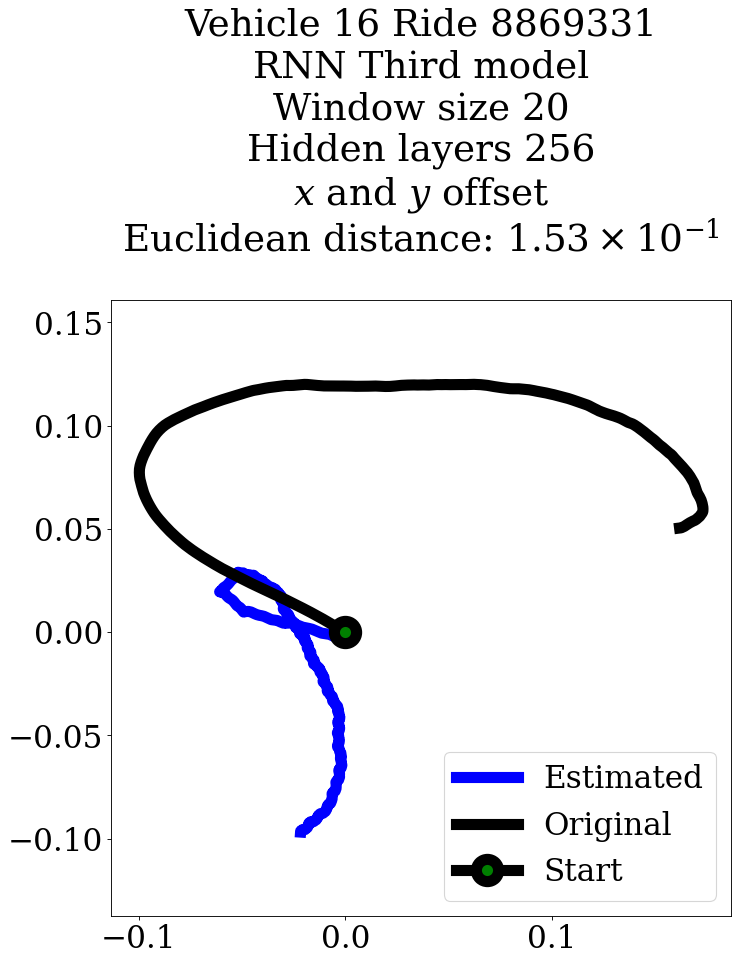 Vehicle 16 Ride 8869331
RNN Third model
Window size 20
Hidden layers 256
x and y offset
Euclidean distance: 1.53 × 10⁻¹
0.15
0.10
0.05
0.00
−0.05
−0.10
Estimated
Original
Start
−0.1
0.0
0.1